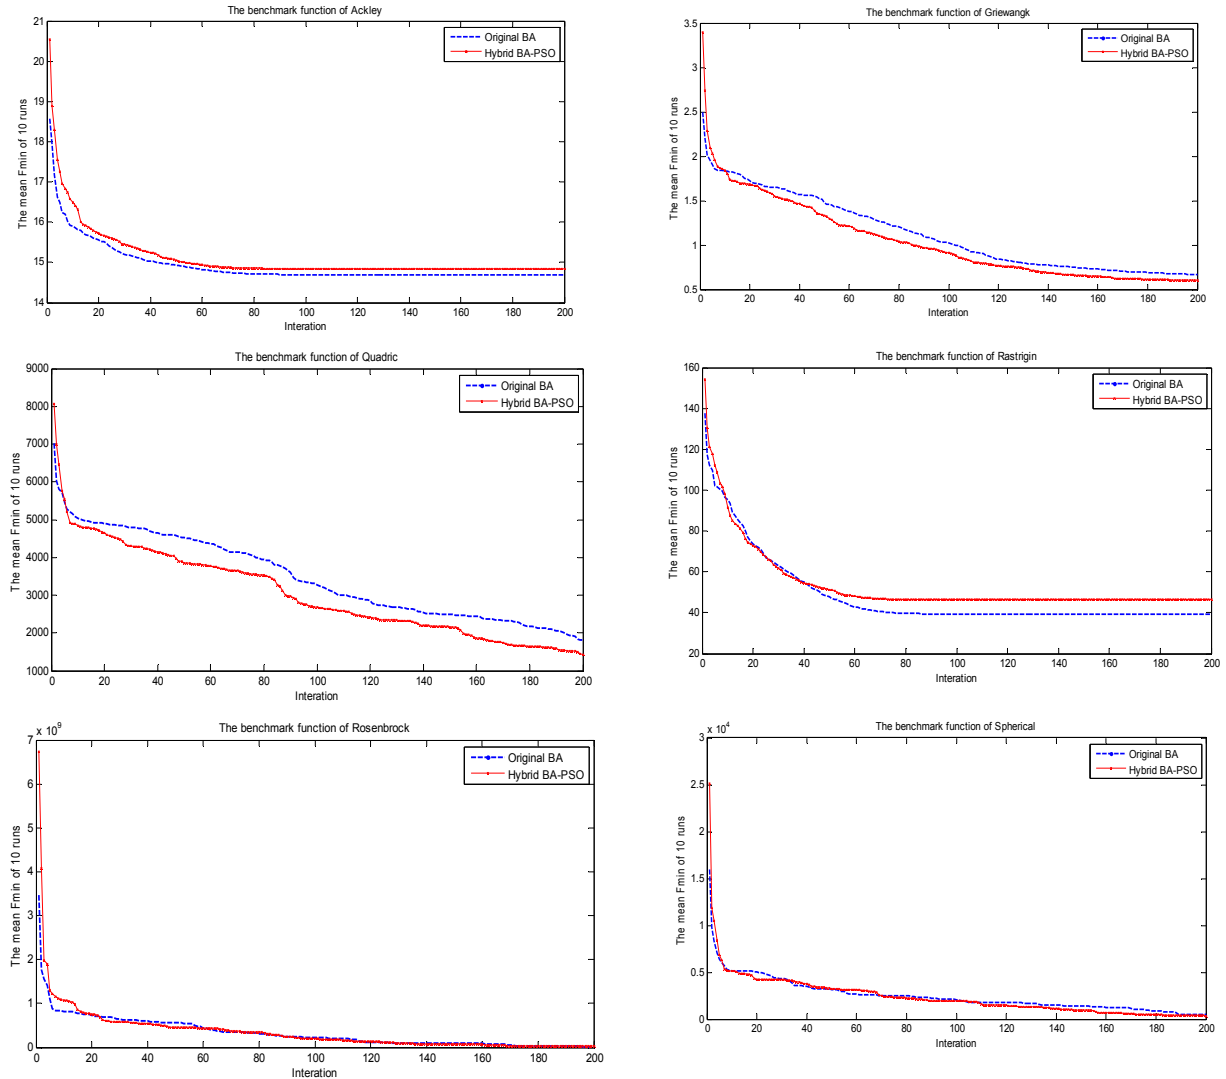 The benchmark function of Ackley
21
20
19
18
17
16
15
14
The mean Fmin of 10 runs
Original BA
Hybrid BA-PSO
0 20 40 60 80 100 120 140 160 180 200
Interation
The benchmark function of Griewangk
3.5
3
2.5
2
1.5
1
0.5
The mean Fmin of 10 runs
Original BA
Hybrid BA-PSO
0 20 40 60 80 100 120 140 160 180 200
Interation
The benchmark function of Quadric
9000
8000
7000
6000
5000
4000
3000
2000
1000
The mean Fmin of 10 runs
Original BA
Hybrid BA-PSO
0 20 40 60 80 100 120 140 160 180 200
Interation
The benchmark function of Rastrigin
160
140
120
100
80
60
40
20
The mean Fmin of 10 runs
Original BA
Hybrid BA-PSO
0 20 40 60 80 100 120 140 160 180 200
Interation
The benchmark function of Rosenbrock
x 10^9
7
6
5
4
3
2
1
0
The mean Fmin of 10 runs
Original BA
Hybrid BA-PSO
0 20 40 60 80 100 120 140 160 180 200
Interation
The benchmark function of Spherical
x 10^4
3
2.5
2
1.5
1
0.5
0
The mean Fmin of 10 runs
Original BA
Hybrid BA-PSO
0 20 40 60 80 100 120 140 160 180 200
Interation